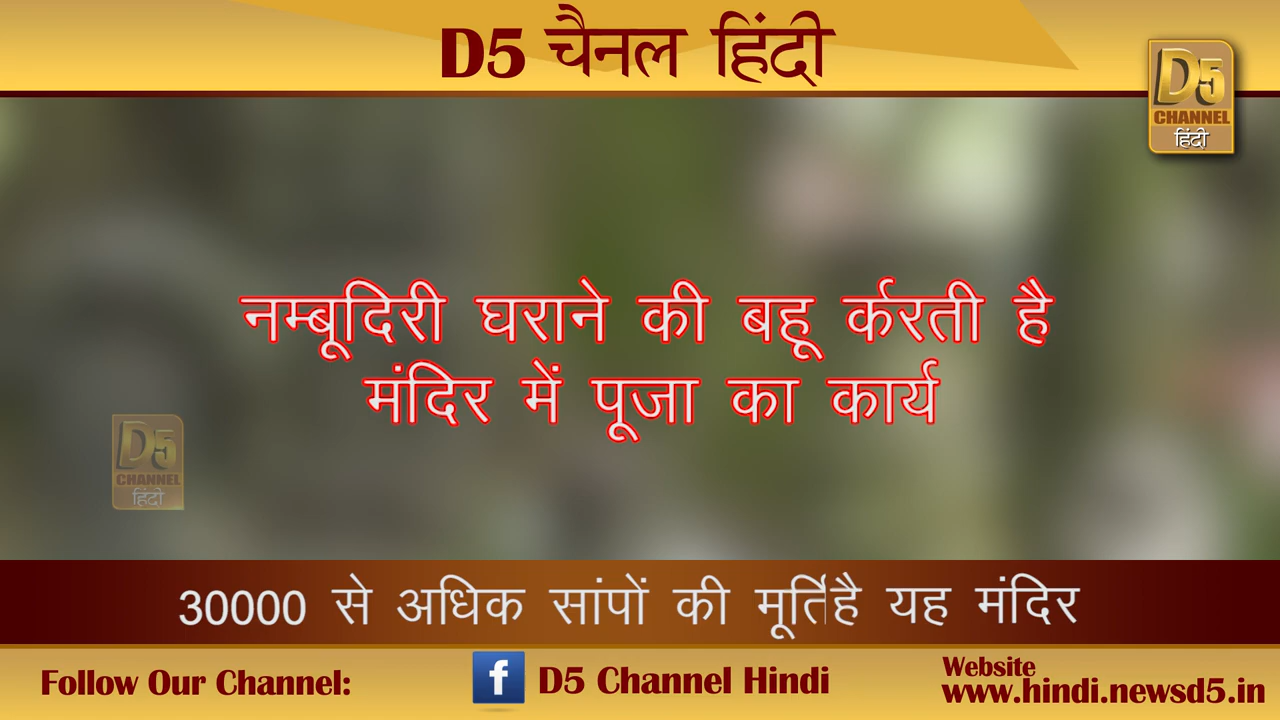 D5 चैनल हिंदी
D5
CHANNEL
हिंदी
नम्बूदिरी घराने की बहू र्करती है
मंदिर में पूजा का कार्य
D5
CHANNEL
हिंदी
30000 से अधिक सांपों की मूर्ति है यह मंदिर
Follow Our Channel:
f
D5 Channel Hindi
Website
www.hindi.newsd5.in